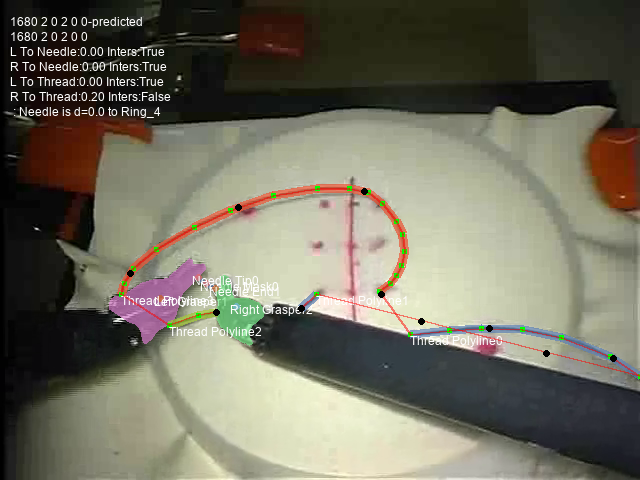 1680 2 0 2 0 0-predicted
1680 2 0 2 0 0
L To Needle:0.00 Inters:True
R To Needle:0.00 Inters:True
L To Thread:0.00 Inters:True
R To Thread:0.20 Inters:False
: Needle is d=0.0 to Ring_4
Needle Tip0
Needle End1
Thread Polyline1
Right Grasper2
Thread Polyline2
Thread Polyline0